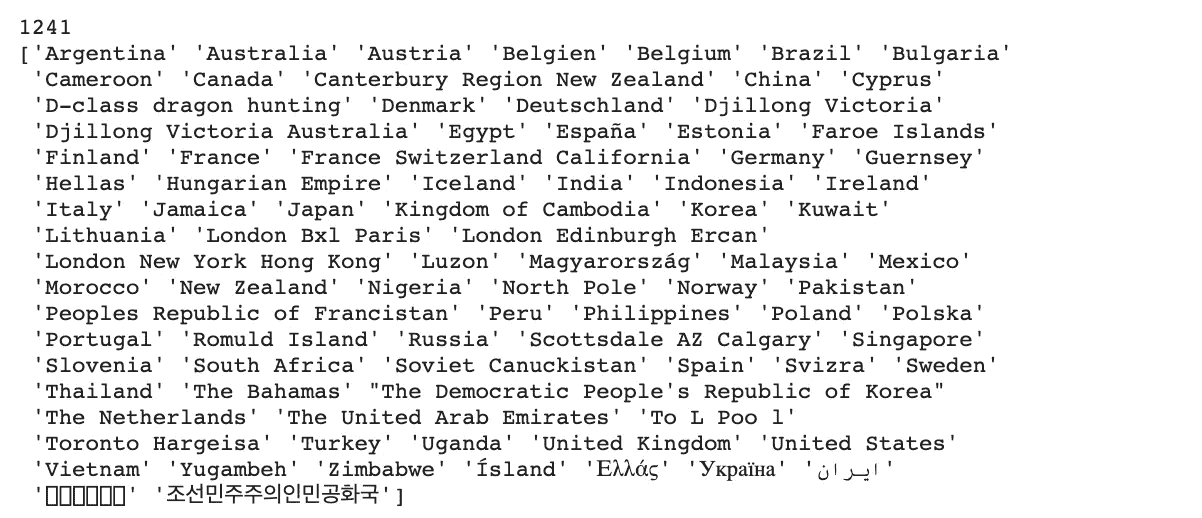 1241
['Argentina' 'Australia' 'Austria' 'Belgien' 'Belgium' 'Brazil' 'Bulgaria'
'Cameroon' 'Canada' 'Canterbury Region New Zealand' 'China' 'Cyprus'
'D-class dragon hunting' 'Denmark' 'Deutschland' 'Djillong Victoria'
'Djillong Victoria Australia' 'Egypt' 'España' 'Estonia' 'Faroe Islands'
'Finland' 'France' 'France Switzerland California' 'Germany' 'Guernsey'
'Hellas' 'Hungarian Empire' 'Iceland' 'India' 'Indonesia' 'Ireland'
'Italy' 'Jamaica' 'Japan' 'Kingdom of Cambodia' 'Korea' 'Kuwait'
'Lithuania' 'London Bxl Paris' 'London Edinburgh Ercan'
'London New York Hong Kong' 'Luzon' 'Magyarország' 'Malaysia' 'Mexico'
'Morocco' 'New Zealand' 'Nigeria' 'North Pole' 'Norway' 'Pakistan'
'Peoples Republic of Francistan' 'Peru' 'Philippines' 'Poland' 'Polska'
'Portugal' 'Romuld Island' 'Russia' 'Scottsdale AZ Calgary' 'Singapore'
'Slovenia' 'South Africa' 'Soviet Canuckistan' 'Spain' 'Svizra' 'Sweden'
'Thailand' 'The Bahamas' "The Democratic People's Republic of Korea"
'The Netherlands' 'The United Arab Emirates' 'To L Poo l'
'Toronto Hargeisa' 'Turkey' 'Uganda' 'United Kingdom' 'United States'
'Vietnam' 'Yugambeh' 'Zimbabwe' 'Ísland' 'Ελλάς' 'Україна' 'ایران'
'' '조선민주주의인민공화국']